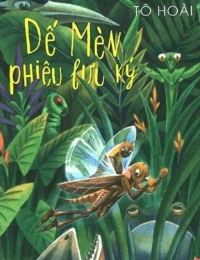 TÔ HOÀI
Dế Mèn
phiêu lưu ký